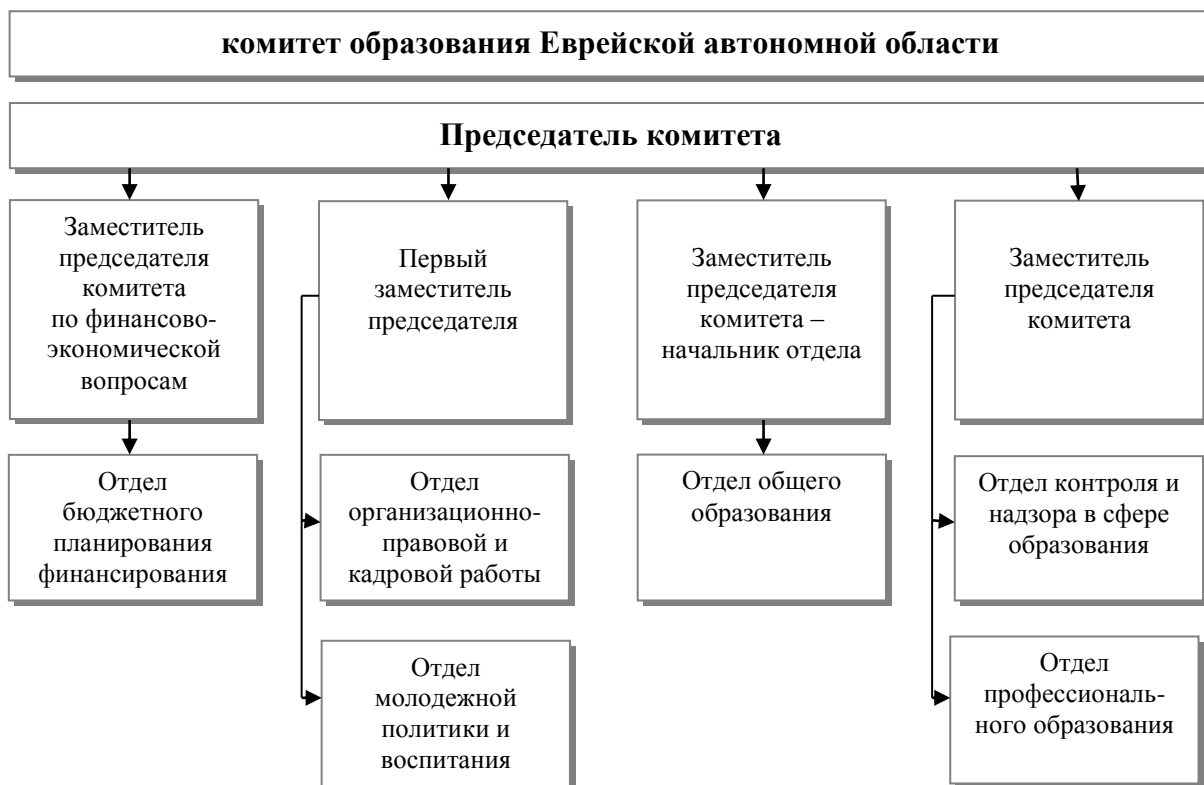 комитет образования Еврейской автономной области
Председатель комитета
Заместитель
председателя
комитета
по финансово-
экономической
вопросам
Первый
заместитель
председателя
Заместитель
председателя
комитета –
начальник отдела
Заместитель
председателя
комитета
Отдел
бюджетного
планирования
финансирования
Отдел
организационно-
правовой и
кадровой работы
Отдел общего
образования
Отдел контроля и
надзора в сфере
образования
Отдел
молодежной
политики и
воспитания
Отдел
профессиональ-
ного образования